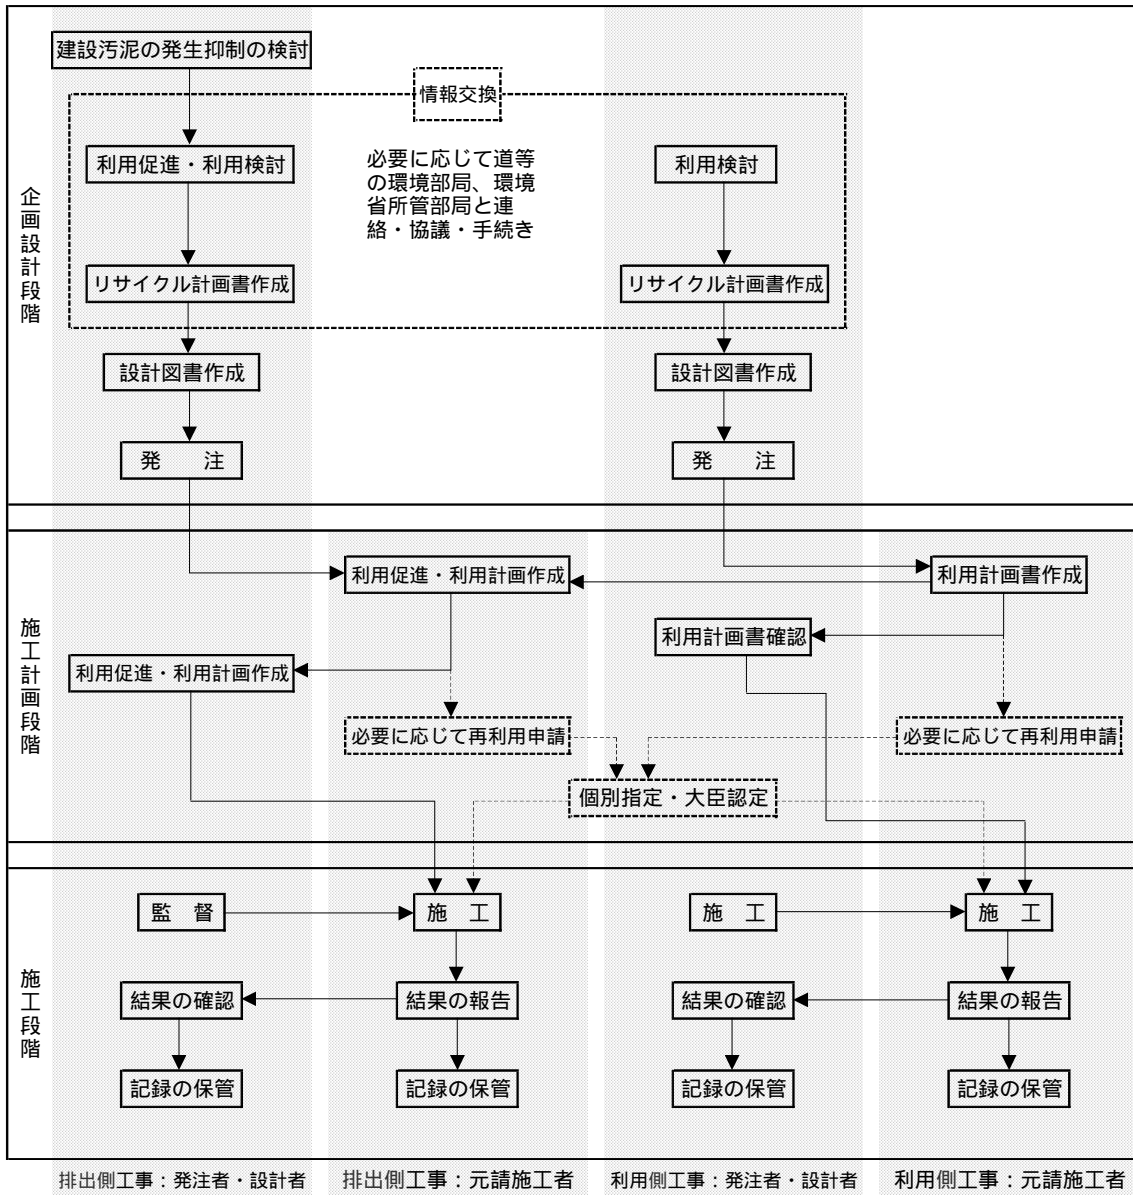 建設汚泥の発生抑制の検討
情報交換
利用促進・利用検討
必要に応じて道等
の環境部局、環境
省所管部局と連
絡・協議・手続き
利用検討
企画設計段階
リサイクル計画書作成
リサイクル計画書作成
設計図書作成
設計図書作成
発　注
発　注
利用促進・利用計画作成
利用計画書作成
施工計画段階
利用計画書確認
利用促進・利用計画作成
必要に応じて再利用申請
必要に応じて再利用申請
個別指定・大臣認定
監　督
施　工
施　工
施　工
施工段階
結果の確認
結果の報告
結果の確認
結果の報告
記録の保管
記録の保管
記録の保管
記録の保管
排出側工事：発注者・設計者
排出側工事：元請施工者
利用側工事：発注者・設計者
利用側工事：元請施工者